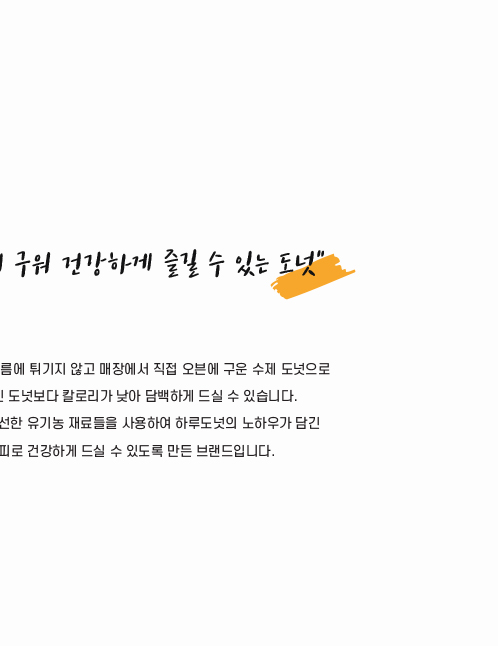 구워 건강하게 즐길 수 있는 도넛"
름에 튀기지 않고 매장에서 직접 오븐에 구운 수제 도넛으로
도넛보다 칼로리가 낮아 담백하게 드실 수 있습니다.
선한 유기농 재료들을 사용하여 하루도넛의 노하우가 담긴
피로 건강하게 드실 수 있도록 만든 브랜드입니다.